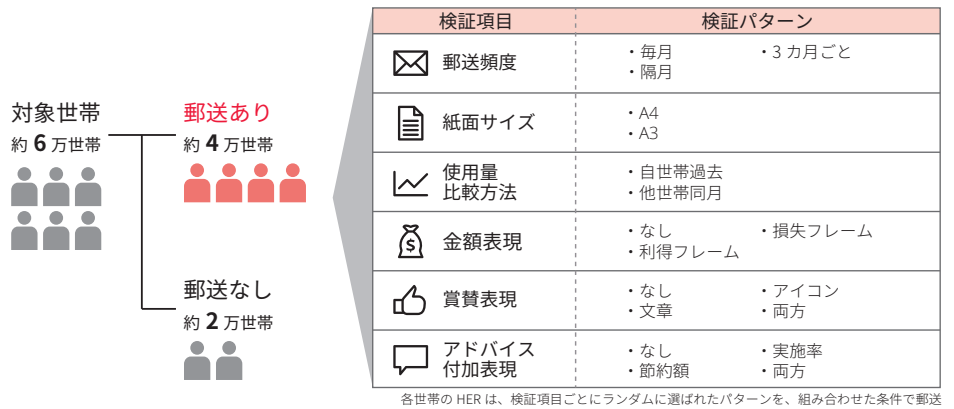 対象世帯
約 6 万世帯
郵送あり
約 4 万世帯
郵送なし
約 2 万世帯
検証項目 検証パターン
郵送頻度
・毎月 ・3 カ月ごと
・隔月
紙面サイズ
・A4
・A3
使用量
比較方法
・自世帯過去
・他世帯同月
金額表現
・なし ・損失フレーム
・利得フレーム
賞賛表現
・なし ・アイコン
・文章 ・両方
アドバイス
付加表現
・なし ・実施率
・節約額 ・両方
各世帯の HER は、検証項目ごとにランダムに選ばれたパターンを、組み合わせた条件で郵送